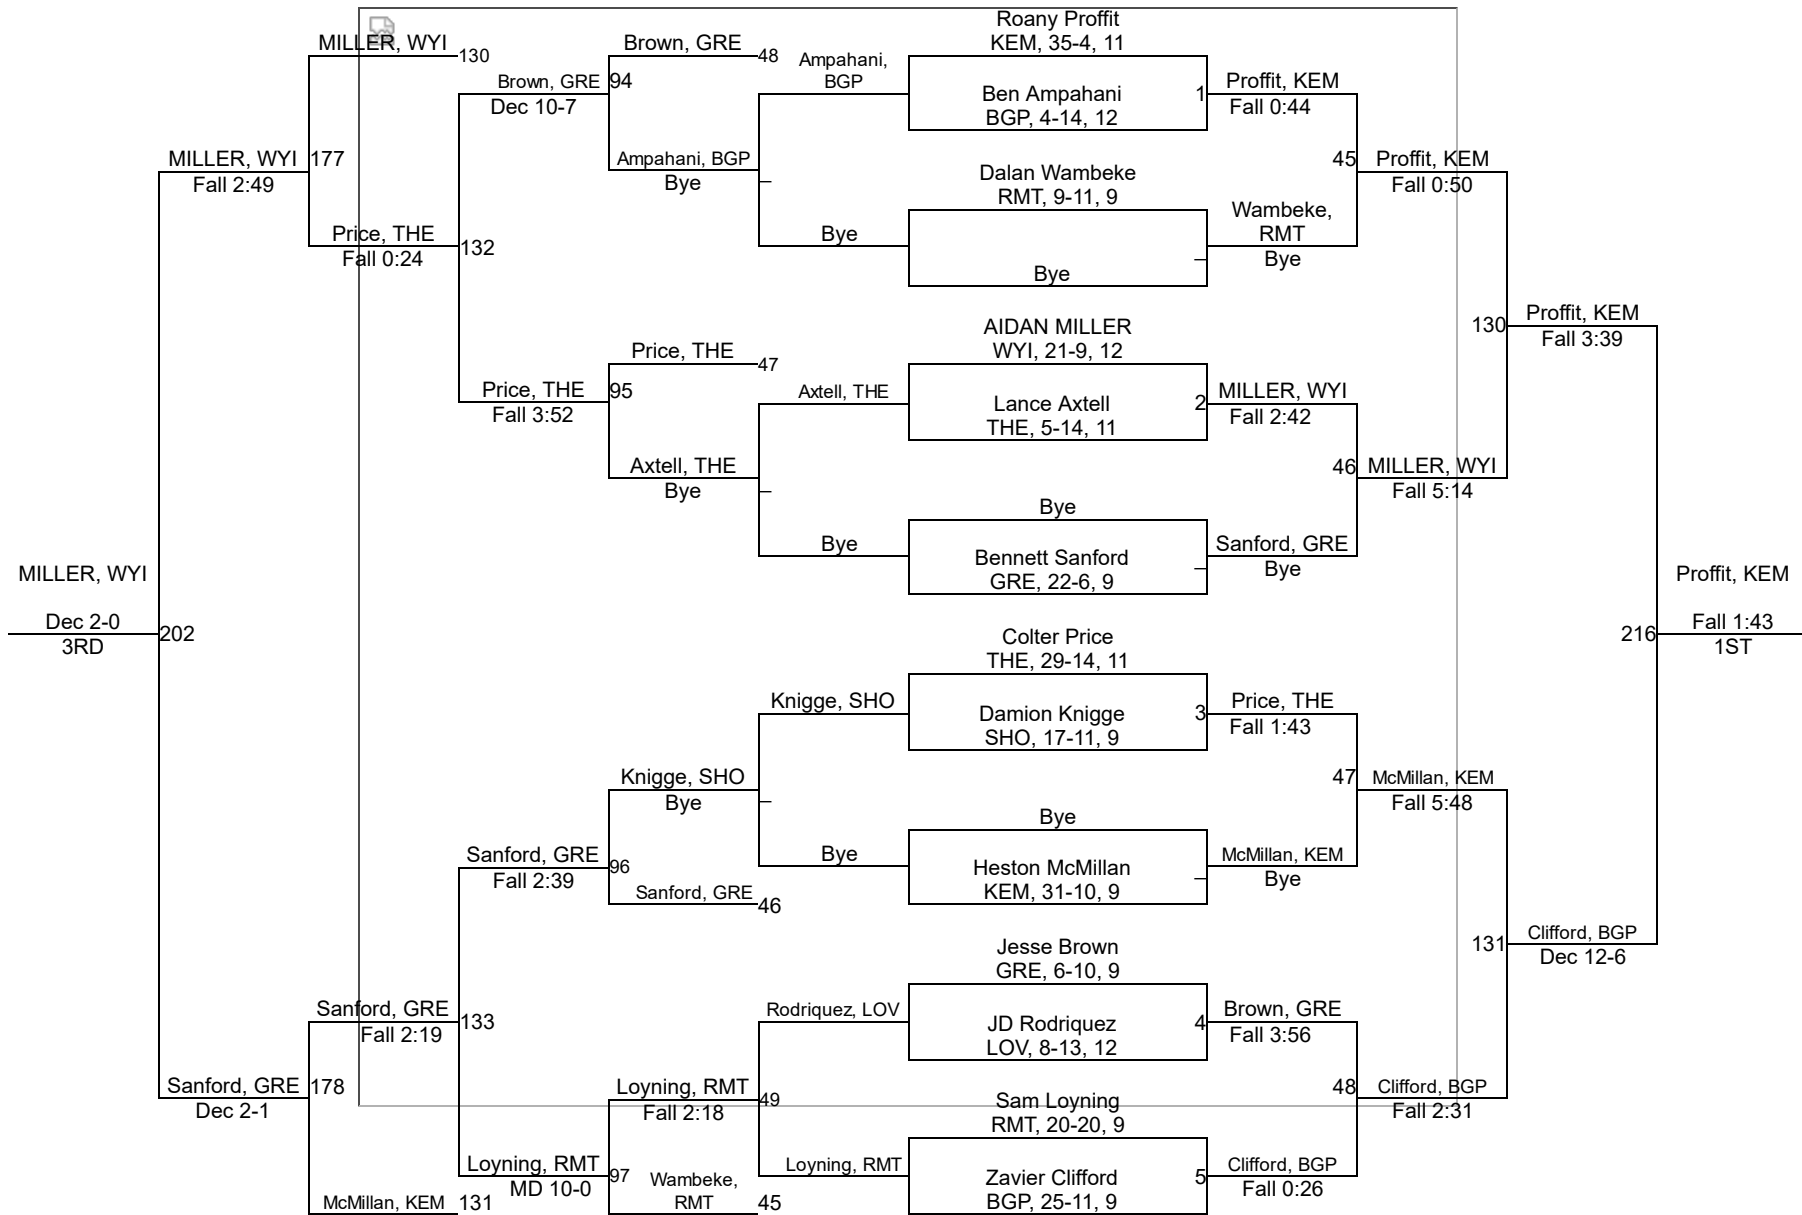 Roany Proffit
KEM, 35-4, 11
Ben Ampahani
BGP, 4-14, 12
1
Dalan Wambeke
RMT, 9-11, 9
Bye
AIDAN MILLER
WYI, 21-9, 12
Lance Axtell
THE, 5-14, 11
2
Bye
Bennett Sanford
GRE, 22-6, 9
Colter Price
THE, 29-14, 11
Damion Knigge
SHO, 17-11, 9
3
Bye
Heston McMillan
KEM, 31-10, 9
Jesse Brown
GRE, 6-10, 9
JD Rodriquez
LOV, 8-13, 12
4
Sam Loyning
RMT, 20-20, 9
Zavier Clifford
BGP, 25-11, 9
5
Proffit, KEM
Fall 0:44
Wambeke,
RMT
Bye
MILLER, WYI
Fall 2:42
Sanford, GRE
Bye
Price, THE
Fall 1:43
McMillan, KEM
Bye
Brown, GRE
Fall 3:56
Clifford, BGP
Fall 0:26
45
Proffit, KEM
Fall 0:50
46
MILLER, WYI
Fall 5:14
47
McMillan, KEM
Fall 5:48
48
Clifford, BGP
Fall 2:31
130
Proffit, KEM
Fall 3:39
131
Clifford, BGP
Dec 12-6
216
Proffit, KEM
Fall 1:43
1ST
Ampahani,
BGP
Bye
Axtell, THE
Bye
Knigge, SHO
Bye
Rodriquez, LOV
Loyning, RMT
Brown, GRE
48
Ampahani, BGP
Bye
Price, THE
47
Axtell, THE
Bye
Knigge, SHO
Bye
Sanford, GRE
46
Loyning, RMT
49
Fall 2:18
Wambeke,
RMT
45
Brown, GRE
94
Dec 10-7
Price, THE
95
Fall 3:52
Sanford, GRE
96
Fall 2:39
Loyning, RMT
97
MD 10-0
MILLER, WYI
130
Price, THE
132
Fall 0:24
Sanford, GRE
133
Fall 2:19
McMillan, KEM
131
MILLER, WYI
177
Fall 2:49
Sanford, GRE
178
Dec 2-1
MILLER, WYI
Dec 2-0
202
3RD